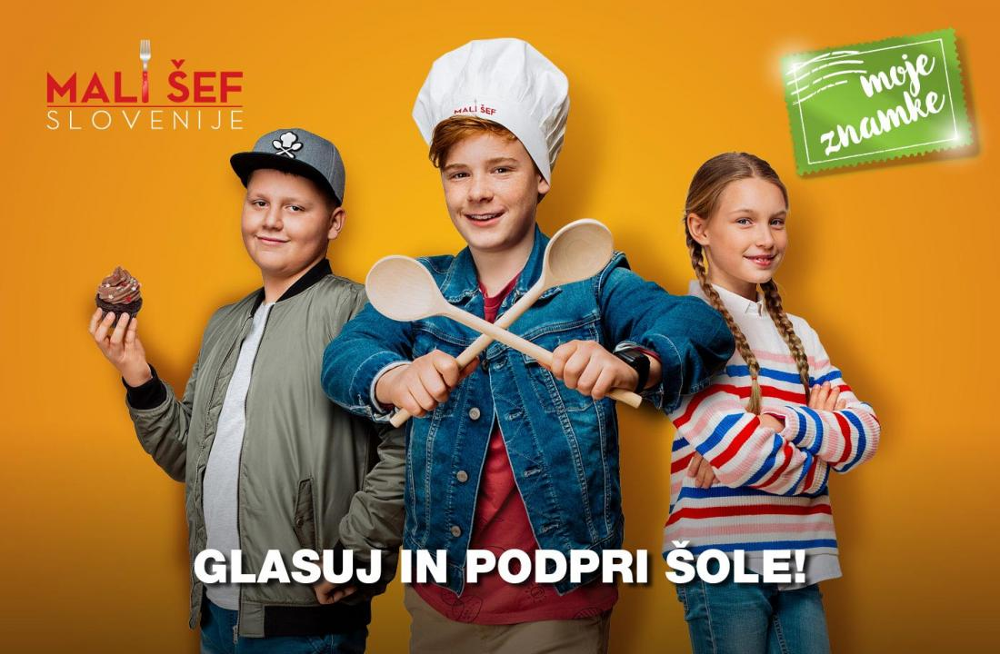 MALI ŠEF
SLOVENIJE
moje
znamke
MALI ŠEF
GLASUJ IN PODPRI ŠOLE!